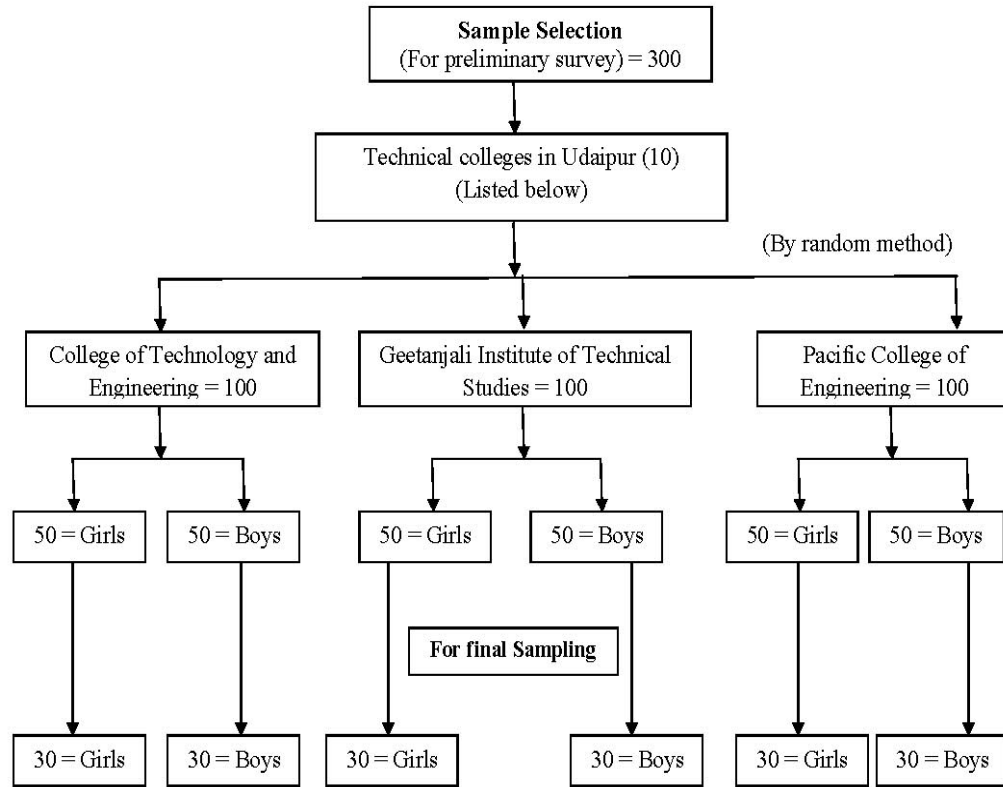 Sample Selection
(For preliminary survey) = 300
Technical colleges in Udaipur (10)
(Listed below)
(By random method)
College of Technology and
Engineering = 100
Geetanjali Institute of Technical
Studies = 100
Pacific College of
Engineering = 100
50 = Girls
50 = Boys
50 = Girls
50 = Boys
50 = Girls
50 = Boys
For final Sampling
30 = Girls
30 = Boys
30 = Girls
30 = Boys
30 = Girls
30 = Boys